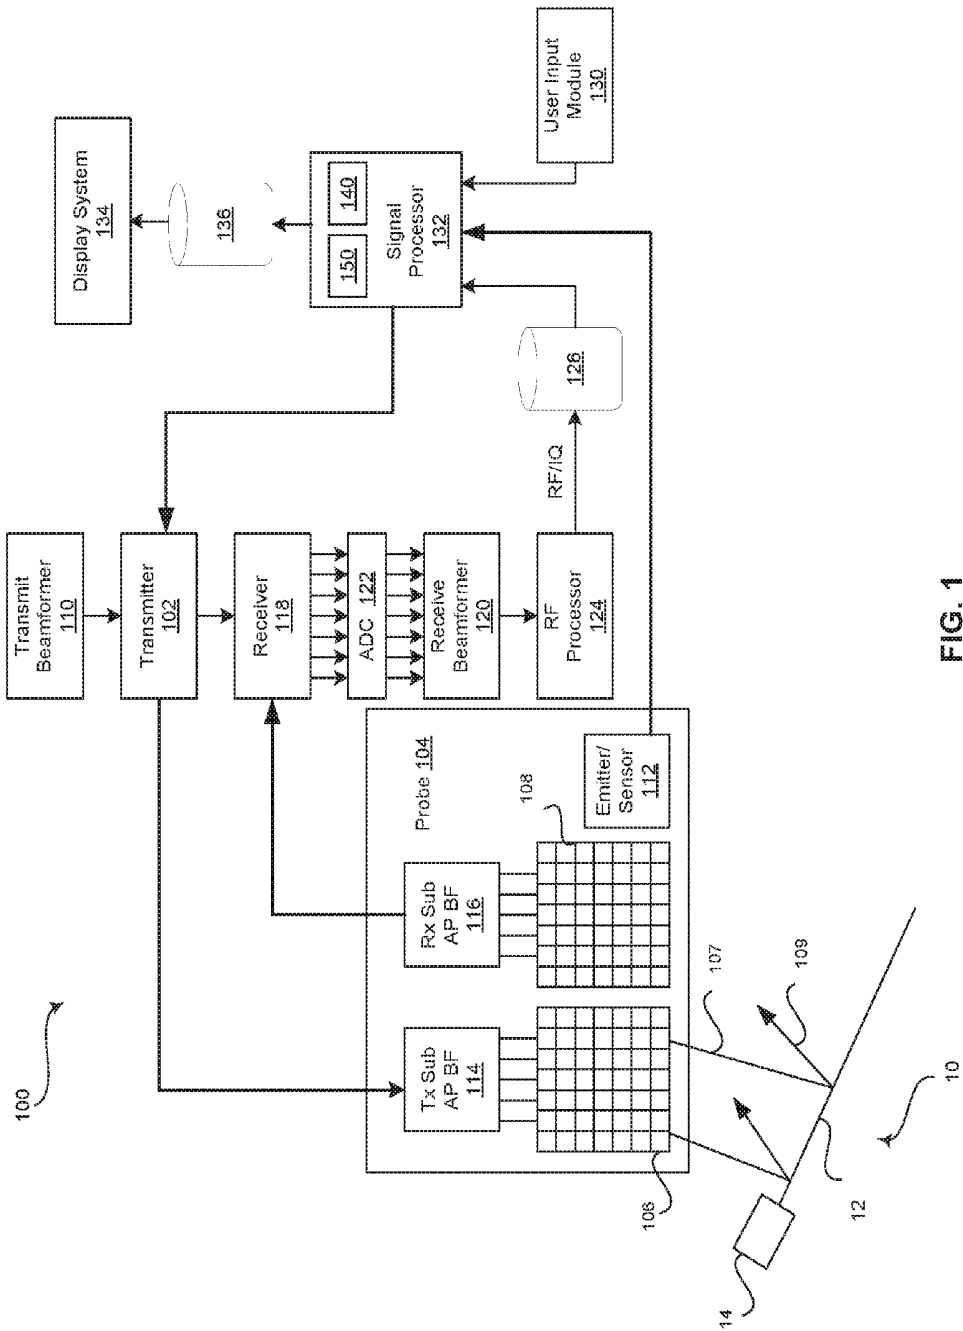 100
Transmit
Beamformer
110
Transmitter
102
Receiver
118
ADC 122
Receive
Beamformer
120
RF
Processor
124
RF/IQ
126
Display System
134
136
150
140
Signal
Processor
132
User Input
Module
130
Tx Sub
AP BF
114
Rx Sub
AP BF
116
Probe 104
108
Emitter/
Sensor
112
106
107
109
14
12
10
FIG. 1